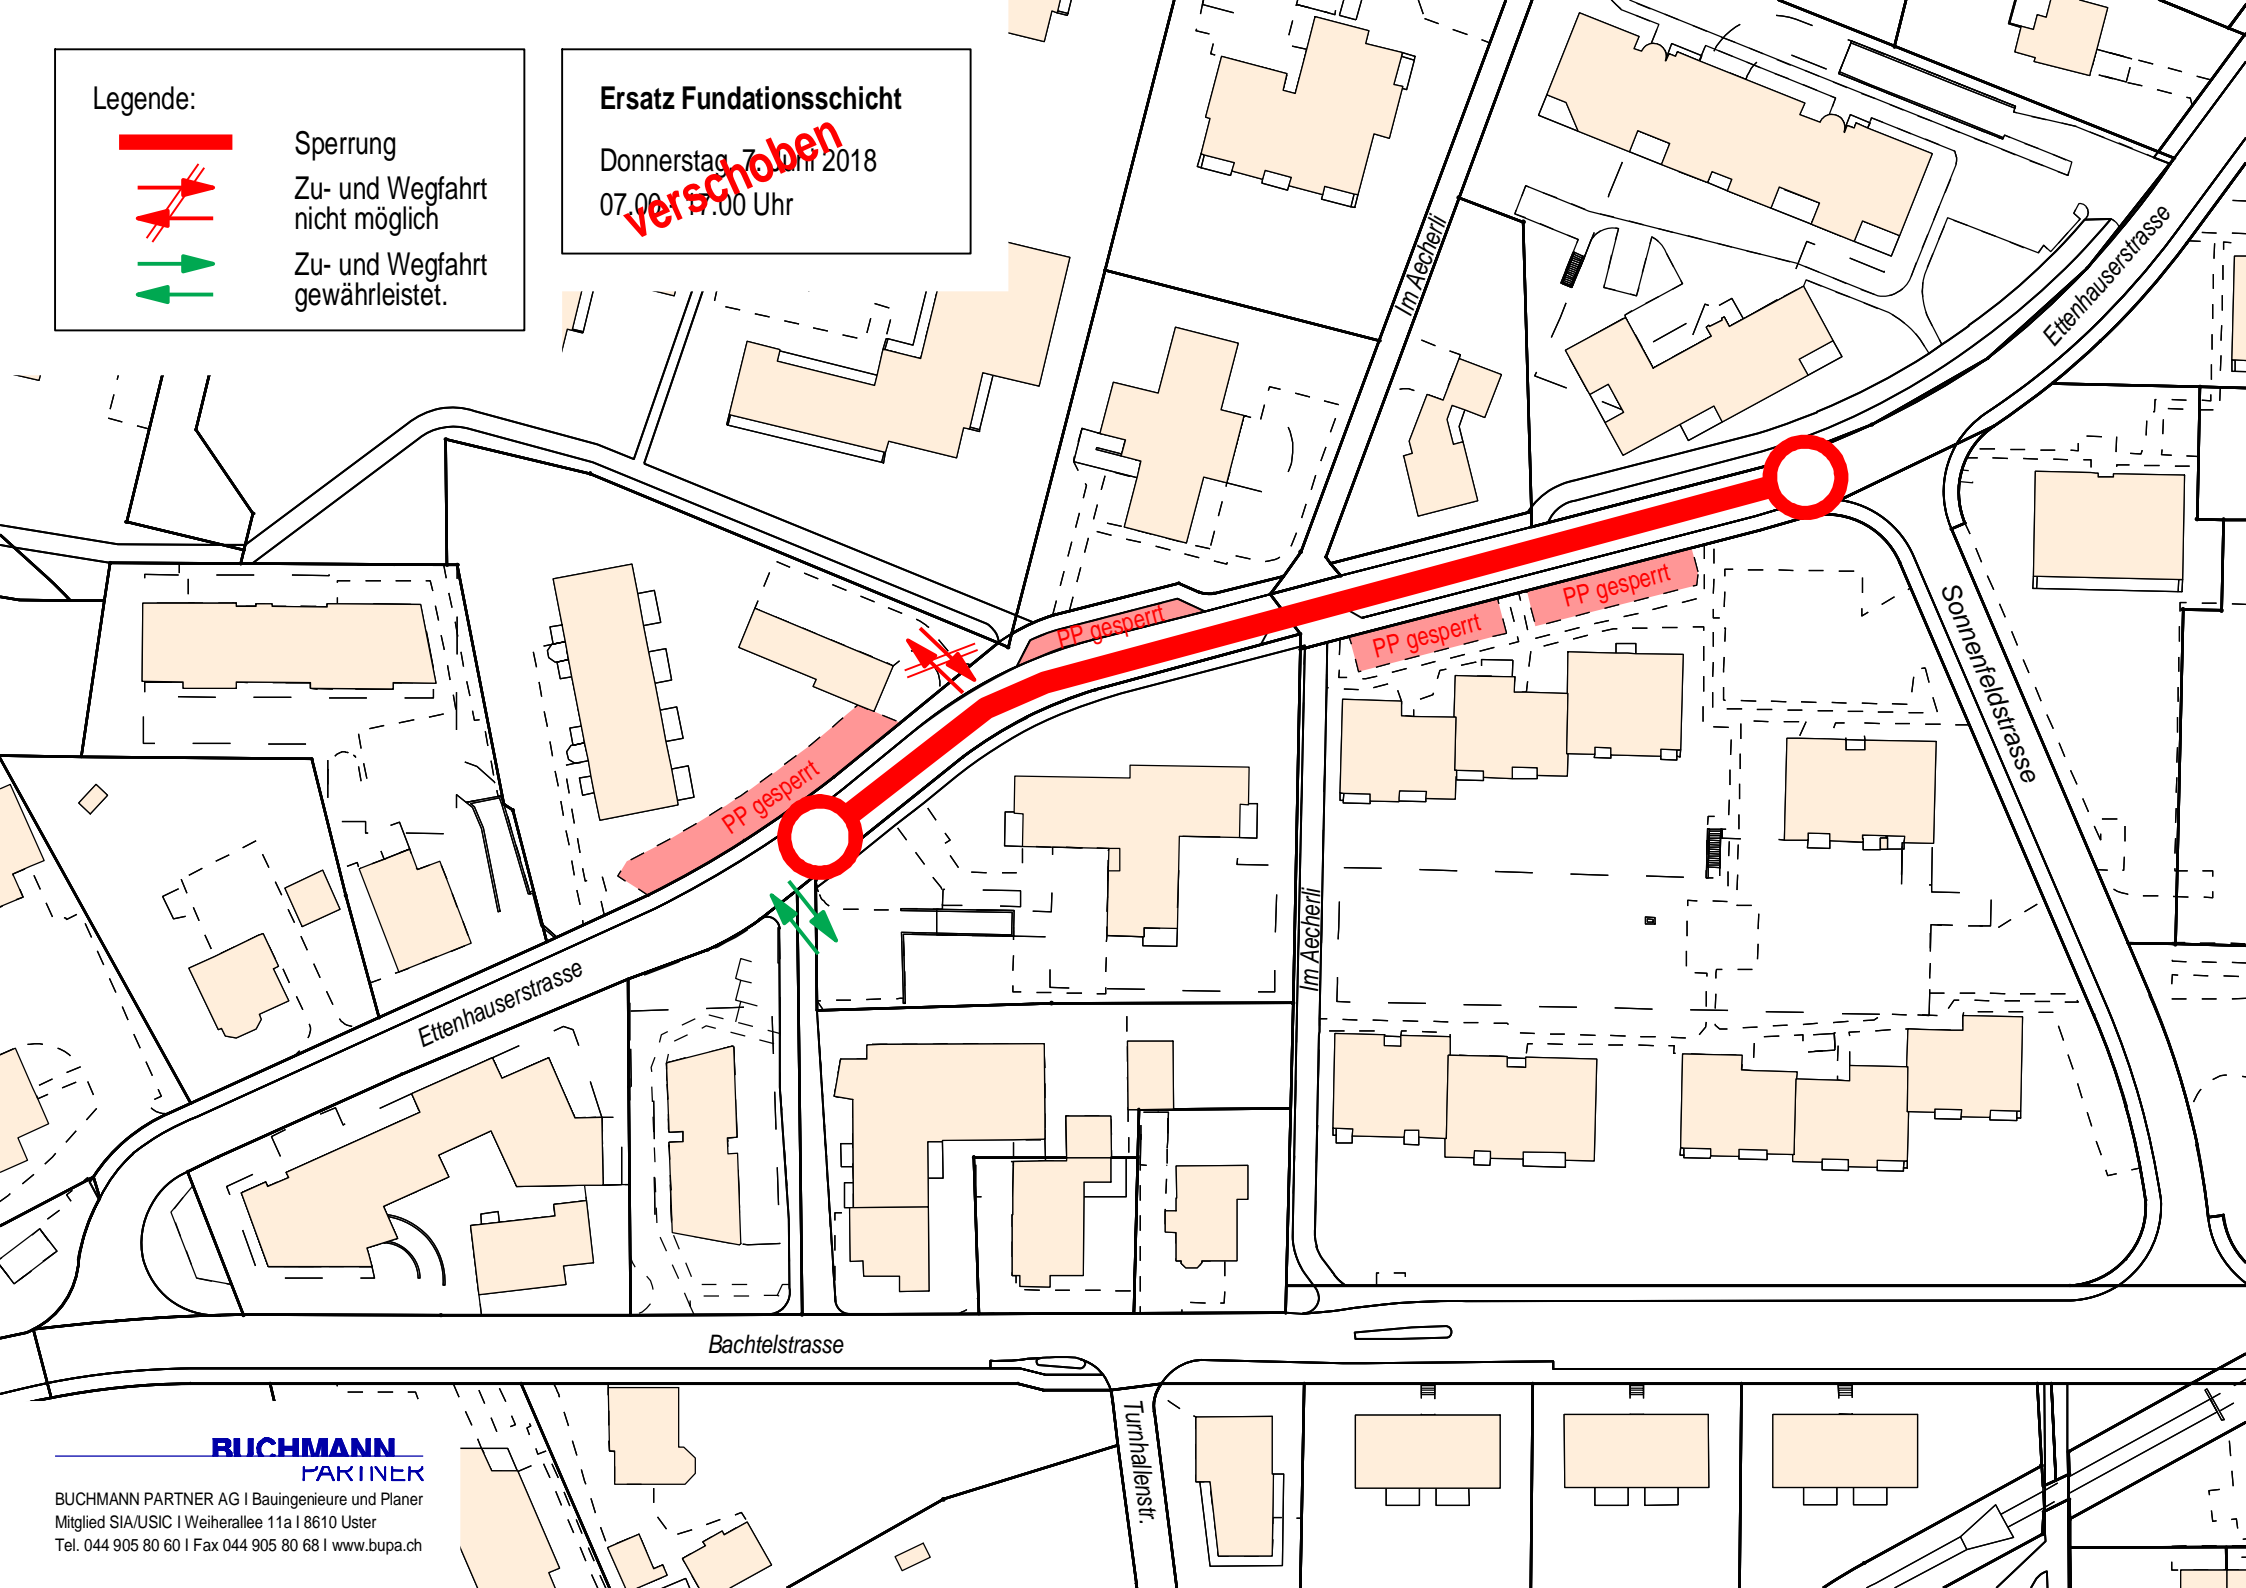 Legende:
Sperrung
Zu- und Wegfahrt
nicht möglich
Zu- und Wegfahrt
gewährleistet.
Ersatz Fundationsschicht
Donnerstag, 7. Juni 2018
07.00 - 17.00 Uhr
verschoben
Im Aecherli
Ettenhauserstrasse
PP gesperrt
PP gesperrt
PP gesperrt
PP gesperrt
Sonnenfeldstrasse
Im Aecherli
Ettenhauserstrasse
Bachtelstrasse
Turnhallenstr.
BUCHMANN
PARTNER
BUCHMANN PARTNER AG I Bauingenieure und Planer
Mitglied SIA/USIC I Weiherallee 11a I 8610 Uster
Tel. 044 905 80 60 I Fax 044 905 80 68 I www.bupa.ch